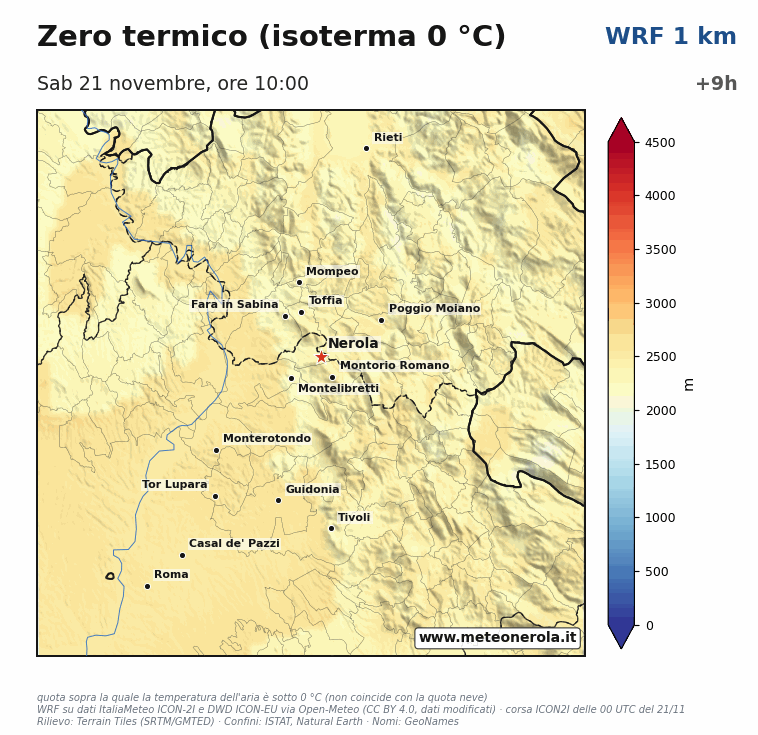 Zero termico (isoterma 0 °C)
WRF 1 km
Sab 21 novembre, ore 10:00
+9h
Rieti
Mompeo
Fara in Sabina
Toffia
Poggio Moiano
Nerola
Montorio Romano
Montelibretti
Monterotondo
Tor Lupara
Guidonia
Tivoli
Casal de' Pazzi
Roma
www.meteonerola.it
4500
4000
3500
3000
2500
2000
1500
1000
500
0
m
quota sopra la quale la temperatura dell'aria è sotto 0 °C (non coincide con la quota neve)
WRF su dati ItaliaMeteo ICON-2I e DWD ICON-EU via Open-Meteo (CC BY 4.0, dati modificati) · corsa ICON2I delle 00 UTC del 21/11
Rilievo: Terrain Tiles (SRTM/GMTED) · Confini: ISTAT, Natural Earth · Nomi: GeoNames